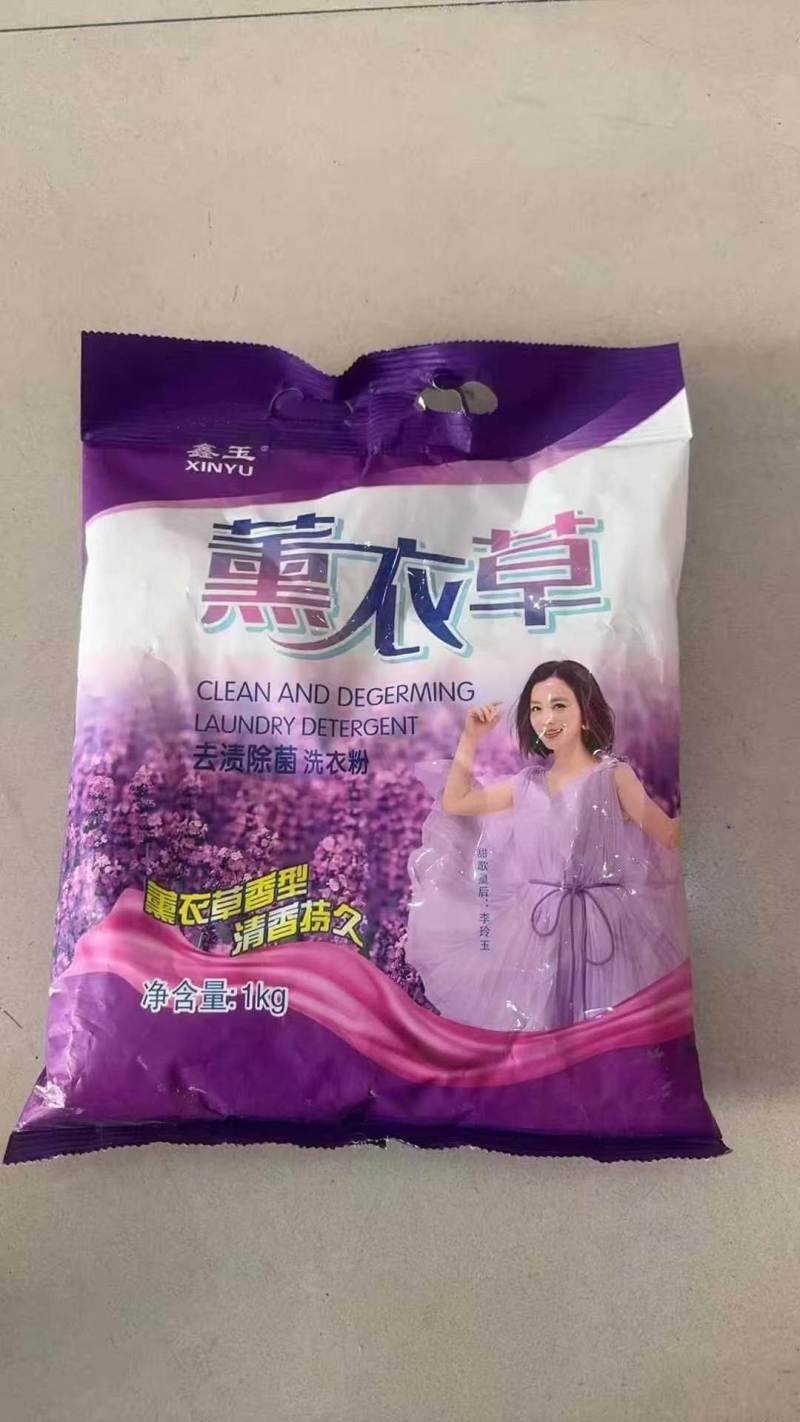 鑫玉®
XINYU
薰衣草
CLEAN AND DEGERMING
LAUNDRY DETERGENT
去渍除菌 洗衣粉
甜歌皇后：李玲玉
薰衣草香型
清香持久
净含量:1kg